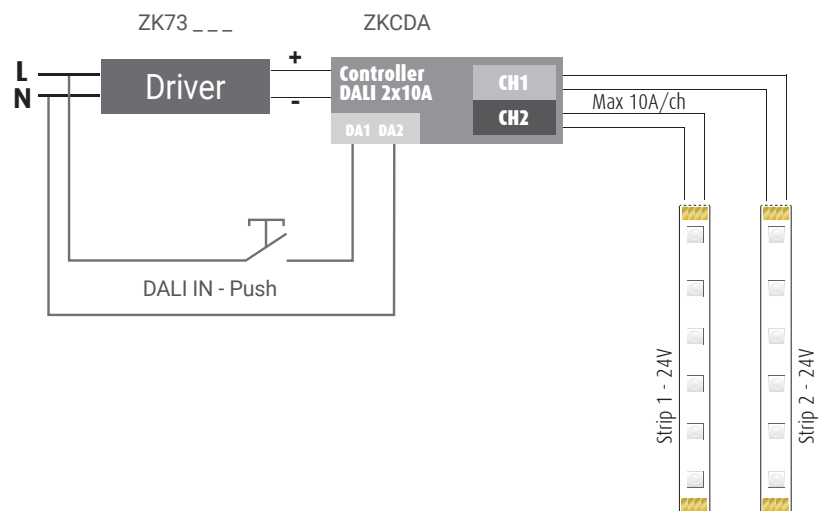 ZK73 _ _ _
ZKCDA
L
N
Driver
+
-
Controller
DALI 2x10A
CH1
CH2
DA1 DA2
Max 10A/ch
DALI IN - Push
Strip 1 - 24V
Strip 2 - 24V